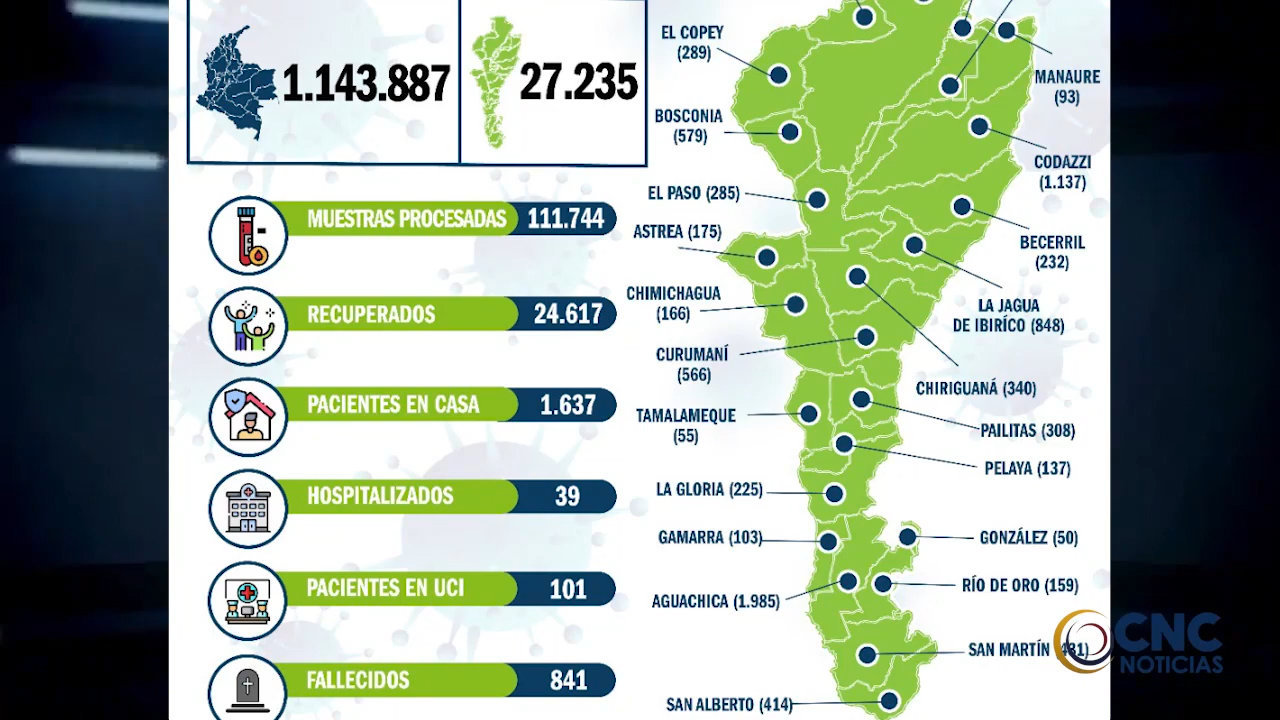 1.143.887
27.235
MUESTRAS PROCESADAS 111.744
RECUPERADOS 24.617
PACIENTES EN CASA 1.637
HOSPITALIZADOS 39
PACIENTES EN UCI 101
FALLECIDOS 841
EL COPEY
(289)
BOSCONIA
(579)
EL PASO (285)
ASTREA (175)
CHIMICHAGUA
(166)
CURUMANÍ
(566)
TAMALAMEQUE
(55)
LA GLORIA (225)
GAMARRA (103)
AGUACHICA (1.985)
SAN ALBERTO (414)
MANAURE
(93)
CODAZZI
(1.137)
BECERRIL
(232)
LA JAGUA
DE IBIRÍCO (848)
CHIRIGUANÁ (340)
PAILITAS (308)
PELAYA (137)
GONZÁLEZ (50)
RÍO DE ORO (159)
SAN MARTÍN
CNC
NOTICIAS